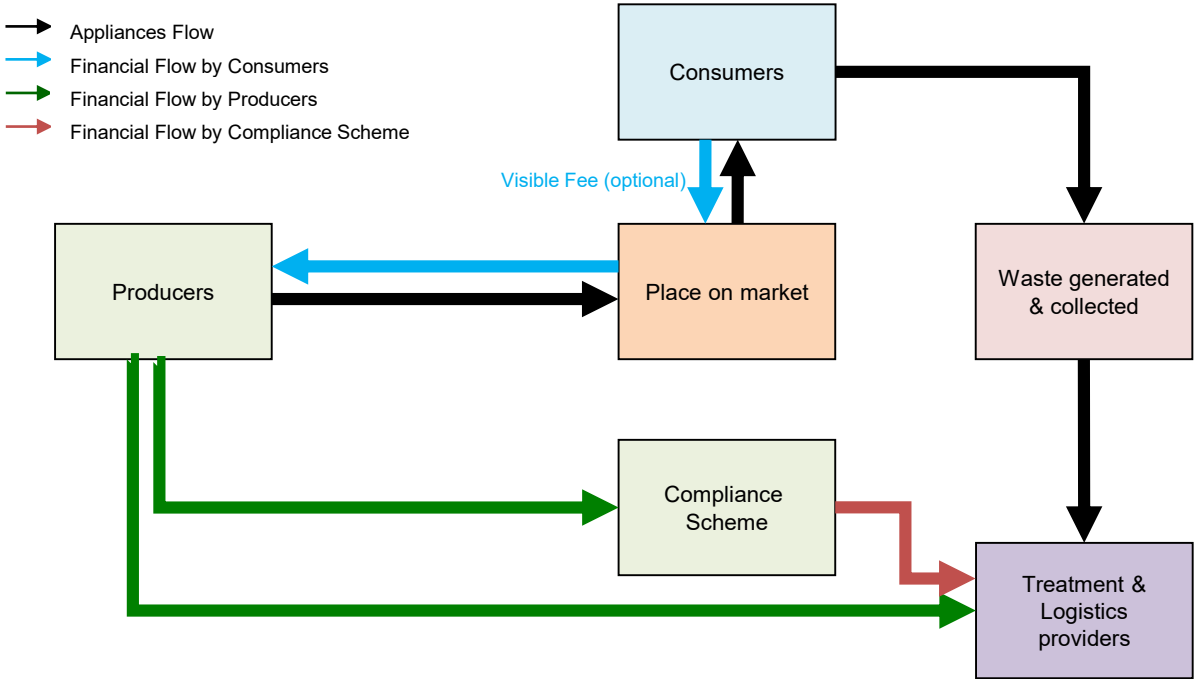 Appliances Flow
Financial Flow by Consumers
Financial Flow by Producers
Financial Flow by Compliance Scheme
Consumers
Visible Fee (optional)
Producers
Place on market
Waste generated
& collected
Compliance
Scheme
Treatment &
Logistics
providers